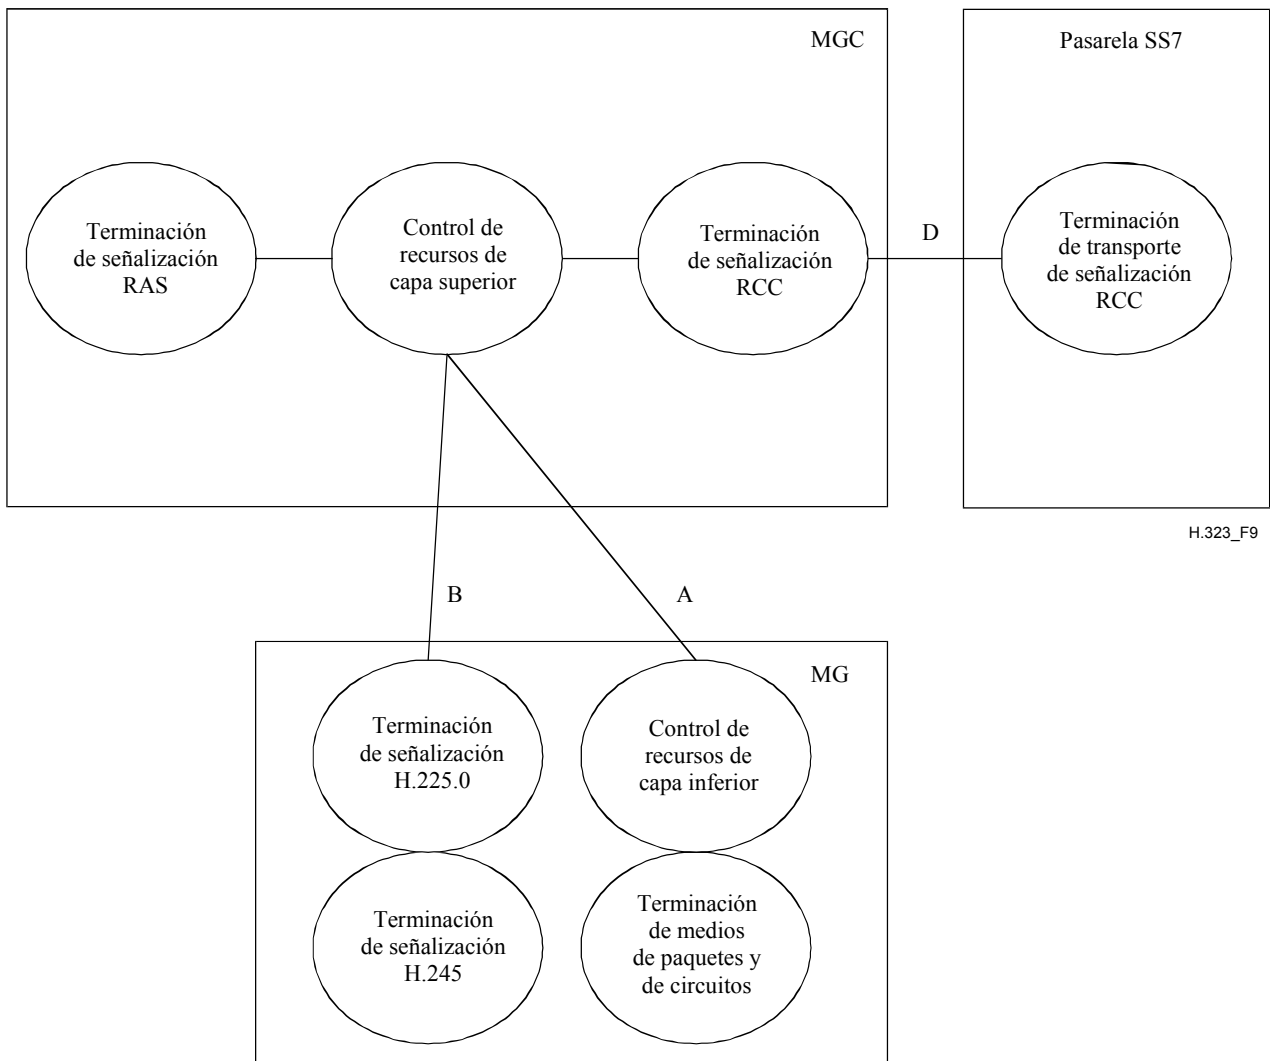 MGC
Pasarela SS7
Terminación
de señalización
RAS
Control de
recursos de
capa superior
Terminación
de señalización
RCC
D
Terminación
de transporte
de señalización
RCC
H.323_F9
B
A
MG
Terminación
de señalización
H.225.0
Control de
recursos de
capa inferior
Terminación
de señalización
H.245
Terminación
de medios
de paquetes y
de circuitos